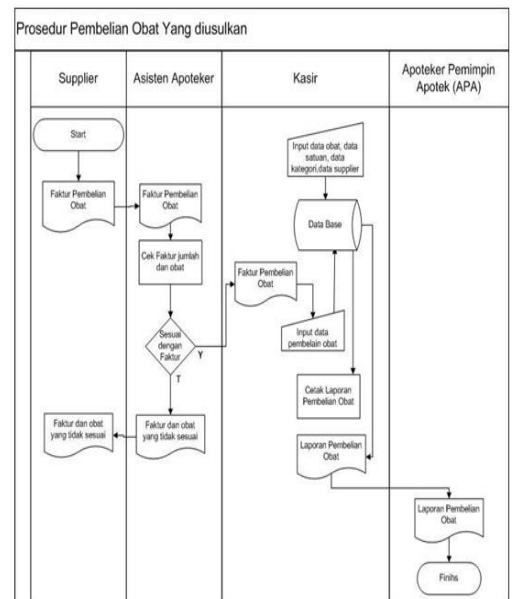 Prosedur Pembelian Obat Yang diusulkan
Supplier
Asisten Apoteker
Kasir
Apoteker Pemimpin
Apotek (APA)
Start
Faktur Pembelian
Obat
Faktur Pembelian
Obat
Cek Faktur jumlah
dan obat
Sesuai
dengan
Faktur
Y
T
Faktur dan obat
yang tidak sesuai
Faktur dan obat
yang tidak sesuai
Input data obat, data
satuan, data
kategori,data supplier
Data Base
Faktur Pembelian
Obat
Input data
pembelain obat
Cetak Laporan
Pembelian Obat
Laporan Pembelian
Obat
Laporan Pembelian
Obat
Finihs